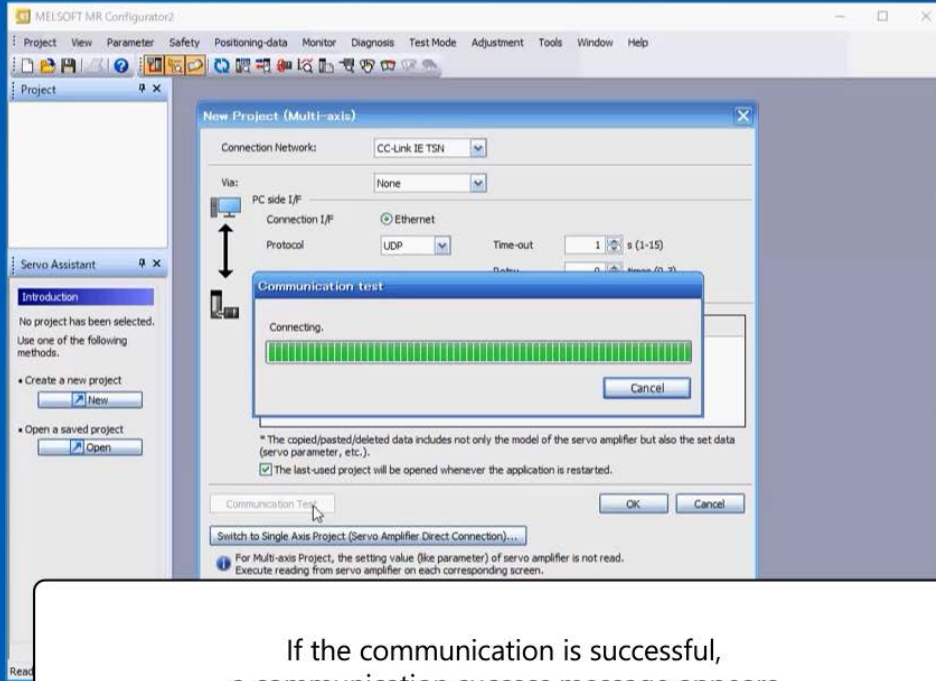 MELSOFT MR Configurator2
Project View Parameter Safety Positioning-data Monitor Diagnosis Test Mode Adjustment Tools Window Help
Project
New Project (Multi-axis)
Connection Network: CC-Link IE TSN
Via: None
PC side I/F
Connection I/F Ethernet
Protocol UDP Time-out 1 s (1-15)
Servo Assistant
Communication test
Introduction
Connecting.
No project has been selected.
Use one of the following
methods.
Cancel
• Create a new project
New
• Open a saved project
Open
* The copied/pasted/deleted data includes not only the model of the servo amplifier but also the set data
(servo parameter, etc.).
The last-used project will be opened whenever the application is restarted.
Communication Test OK Cancel
Switch to Single Axis Project (Servo Amplifier Direct Connection)...
For Multi-axis Project, the setting value (like parameter) of servo amplifier is not read.
Execute reading from servo amplifier on each corresponding screen.
If the communication is successful,
a communication success message appears
Read